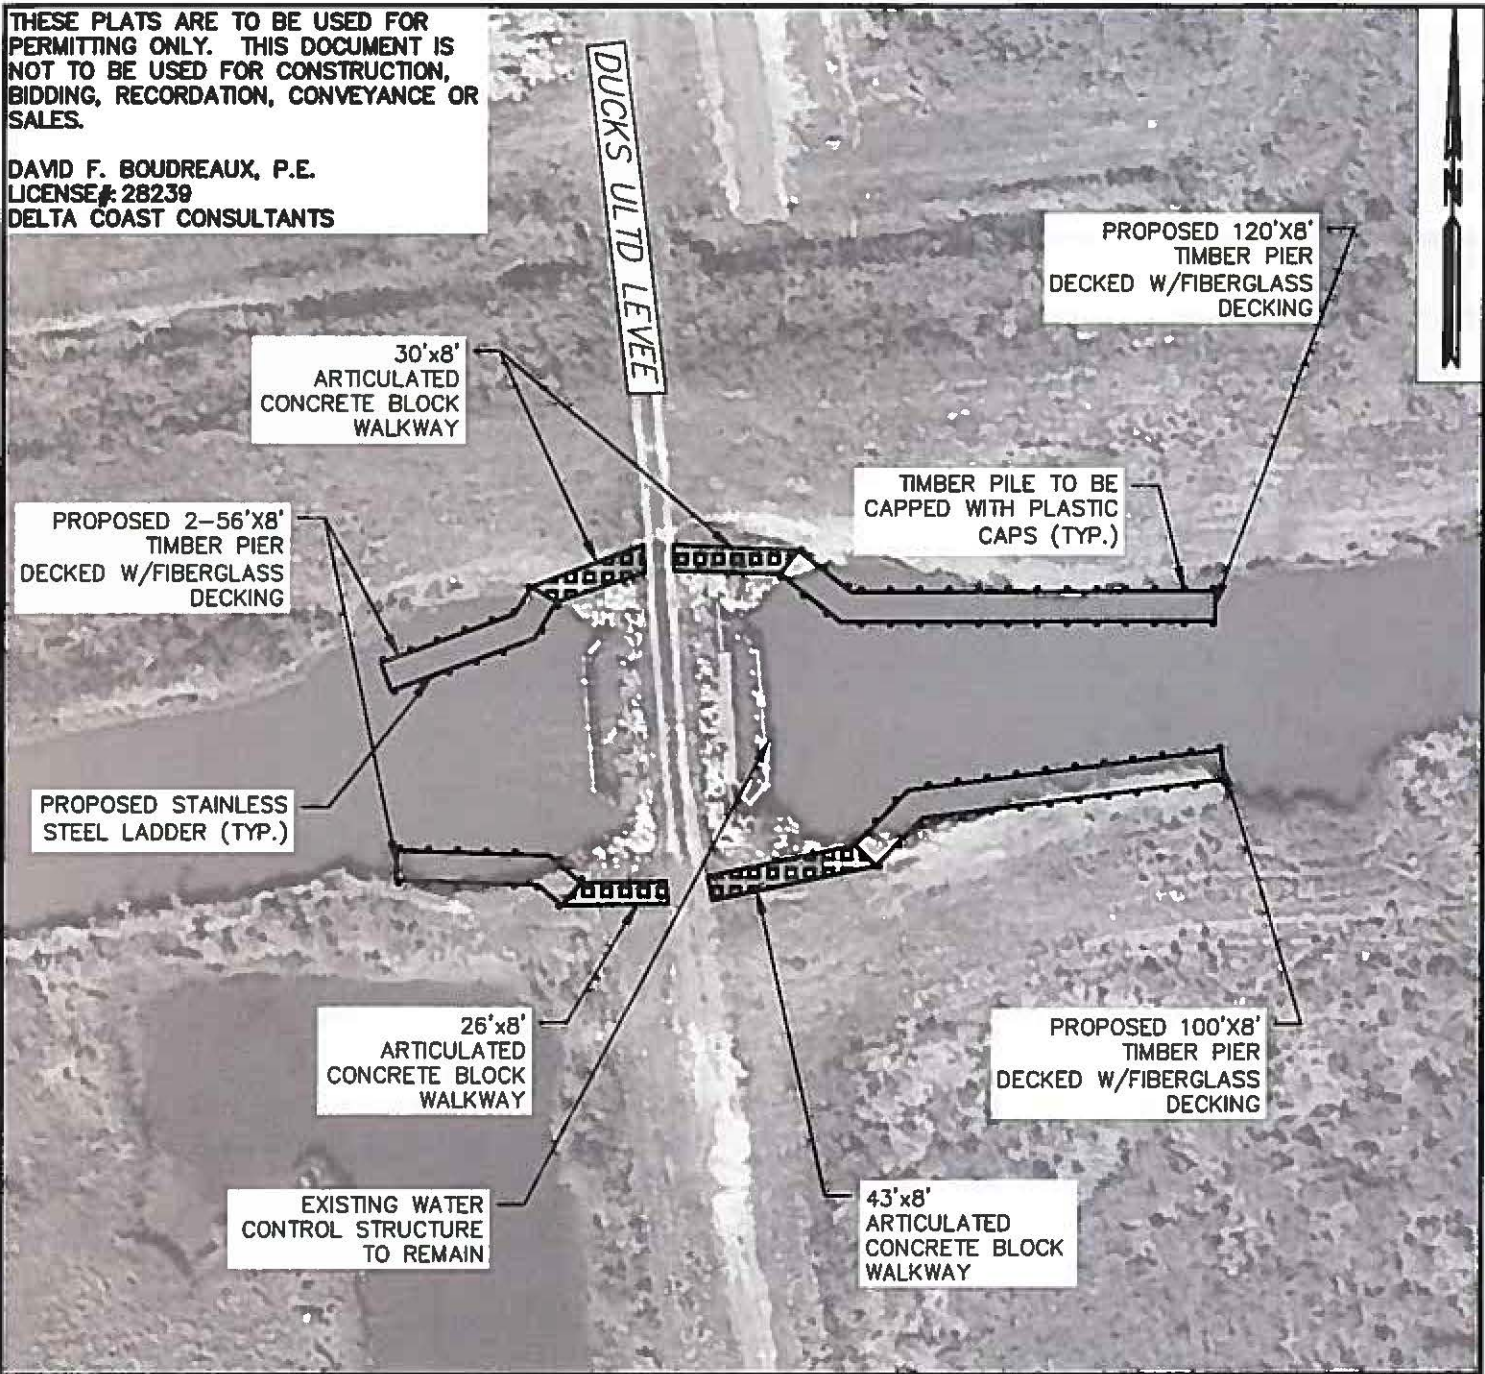 THESE PLATS ARE TO BE USED FOR
PERMITTING ONLY. THIS DOCUMENT IS
NOT TO BE USED FOR CONSTRUCTION,
BIDDING, RECORDATION, CONVEYANCE OR
SALES.
DAVID F. BOUDREAUX, P.E.
LICENSE#: 28239
DELTA COAST CONSULTANTS
DUCKS ULTD LEVEE
N
PROPOSED 120'X8'
TIMBER PIER
DECKED W/FIBERGLASS
DECKING
30'x8'
ARTICULATED
CONCRETE BLOCK
WALKWAY
TIMBER PILE TO BE
CAPPED WITH PLASTIC
CAPS (TYP.)
PROPOSED 2-56'X8'
TIMBER PIER
DECKED W/FIBERGLASS
DECKING
PROPOSED STAINLESS
STEEL LADDER (TYP.)
26'x8'
ARTICULATED
CONCRETE BLOCK
WALKWAY
PROPOSED 100'X8'
TIMBER PIER
DECKED W/FIBERGLASS
DECKING
EXISTING WATER
CONTROL STRUCTURE
TO REMAIN
43'x8'
ARTICULATED
CONCRETE BLOCK
WALKWAY